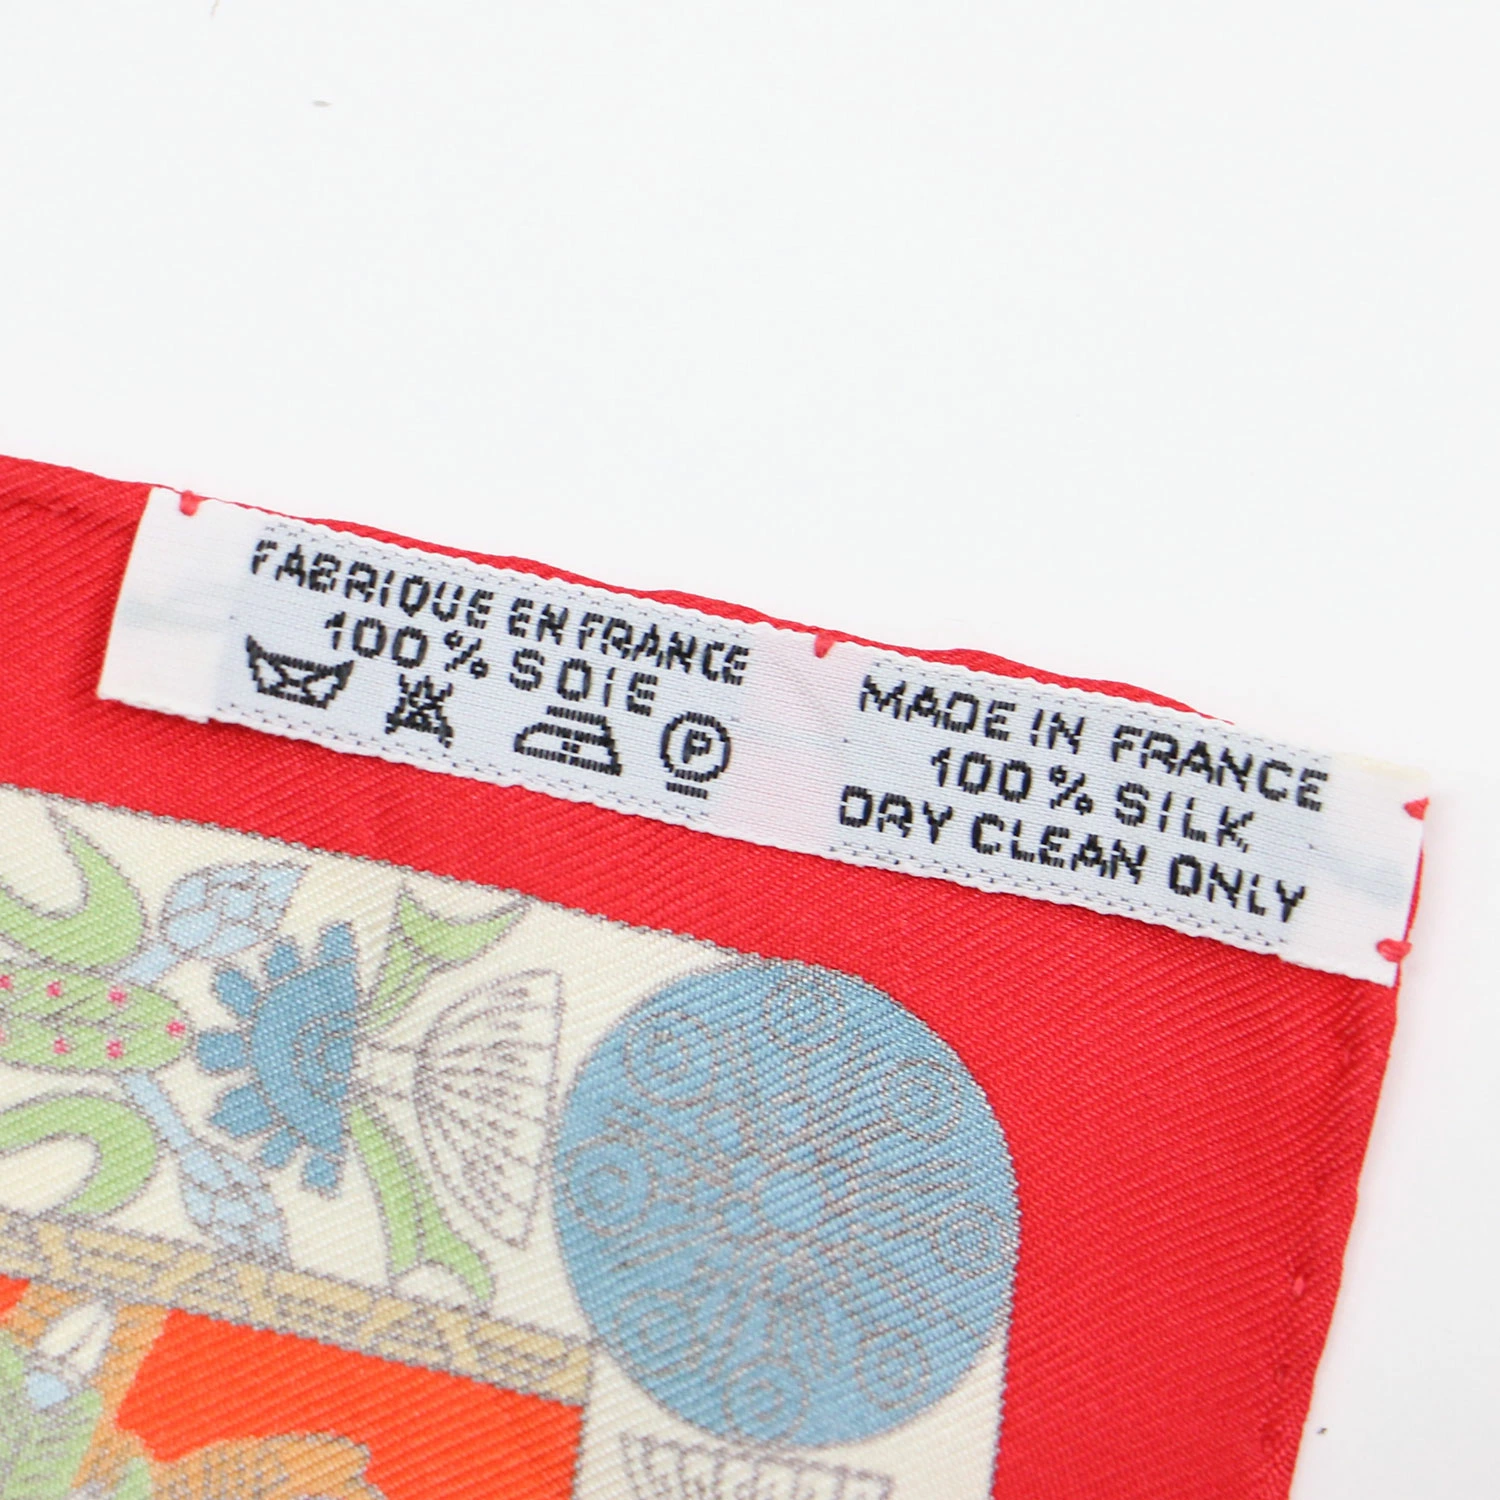 FABRIQUE EN FRANCE
100% SOIE
P
MADE IN FRANCE
100% SILK
DRY CLEAN ONLY